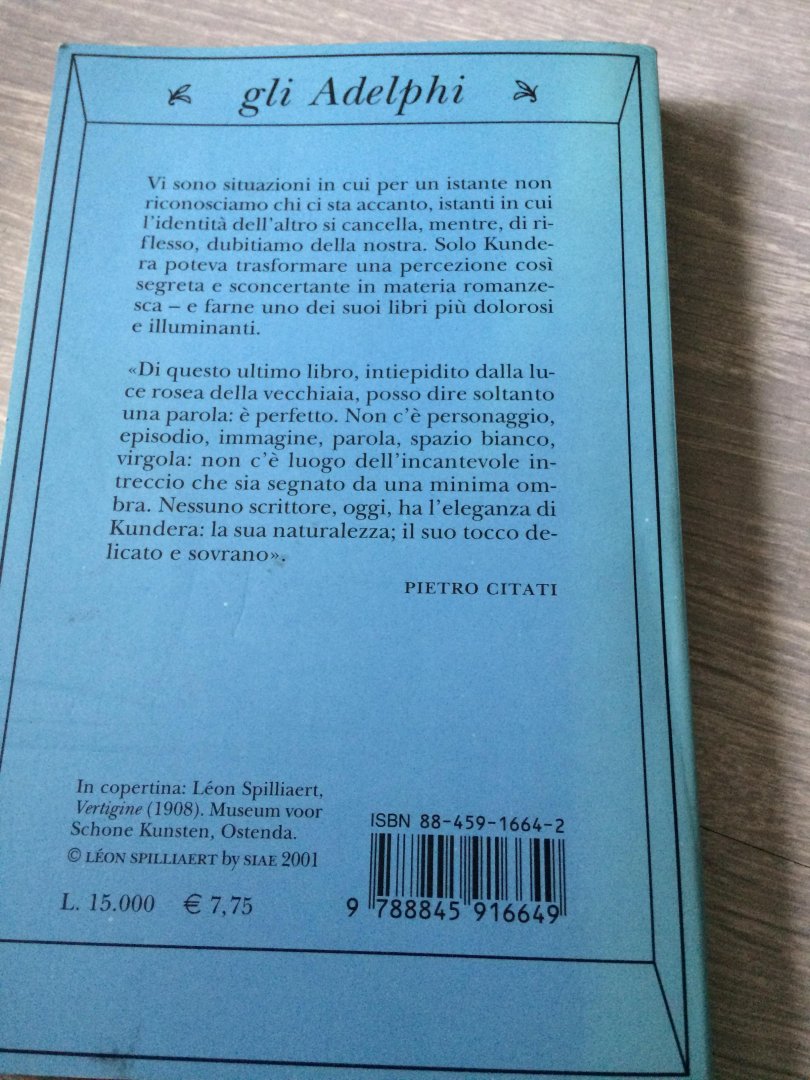 gli Adelphi
Vi sono situazioni in cui per un istante non
riconosciamo chi ci sta accanto, istanti in cui
l'identità dell'altro si cancella, mentre, di ri-
flesso, dubitiamo della nostra. Solo Kunde-
ra poteva trasformare una percezione così
segreta e sconcertante in materia romanze-
sca – e farne uno dei suoi libri più dolorosi
e illuminanti.
«Di questo ultimo libro, intiepidito dalla lu-
ce rosea della vecchiaia, posso dire soltanto
una parola: è perfetto. Non c'è personaggio,
episodio, immagine, parola, spazio bianco,
virgola: non c'è luogo dell'incantevole in-
treccio che sia segnato da una minima om-
bra. Nessuno scrittore, oggi, ha l'eleganza di
Kundera: la sua naturalezza; il suo tocco de-
licato e sovrano».
PIETRO CITATI
In copertina: Léon Spilliaert,
Vertigine (1908). Museum voor
Schone Kunsten, Ostenda.
© LÉON SPILLIAERT by SIAE 2001
L. 15.000 € 7,75
ISBN 88-459-1664-2
9 788845 916649